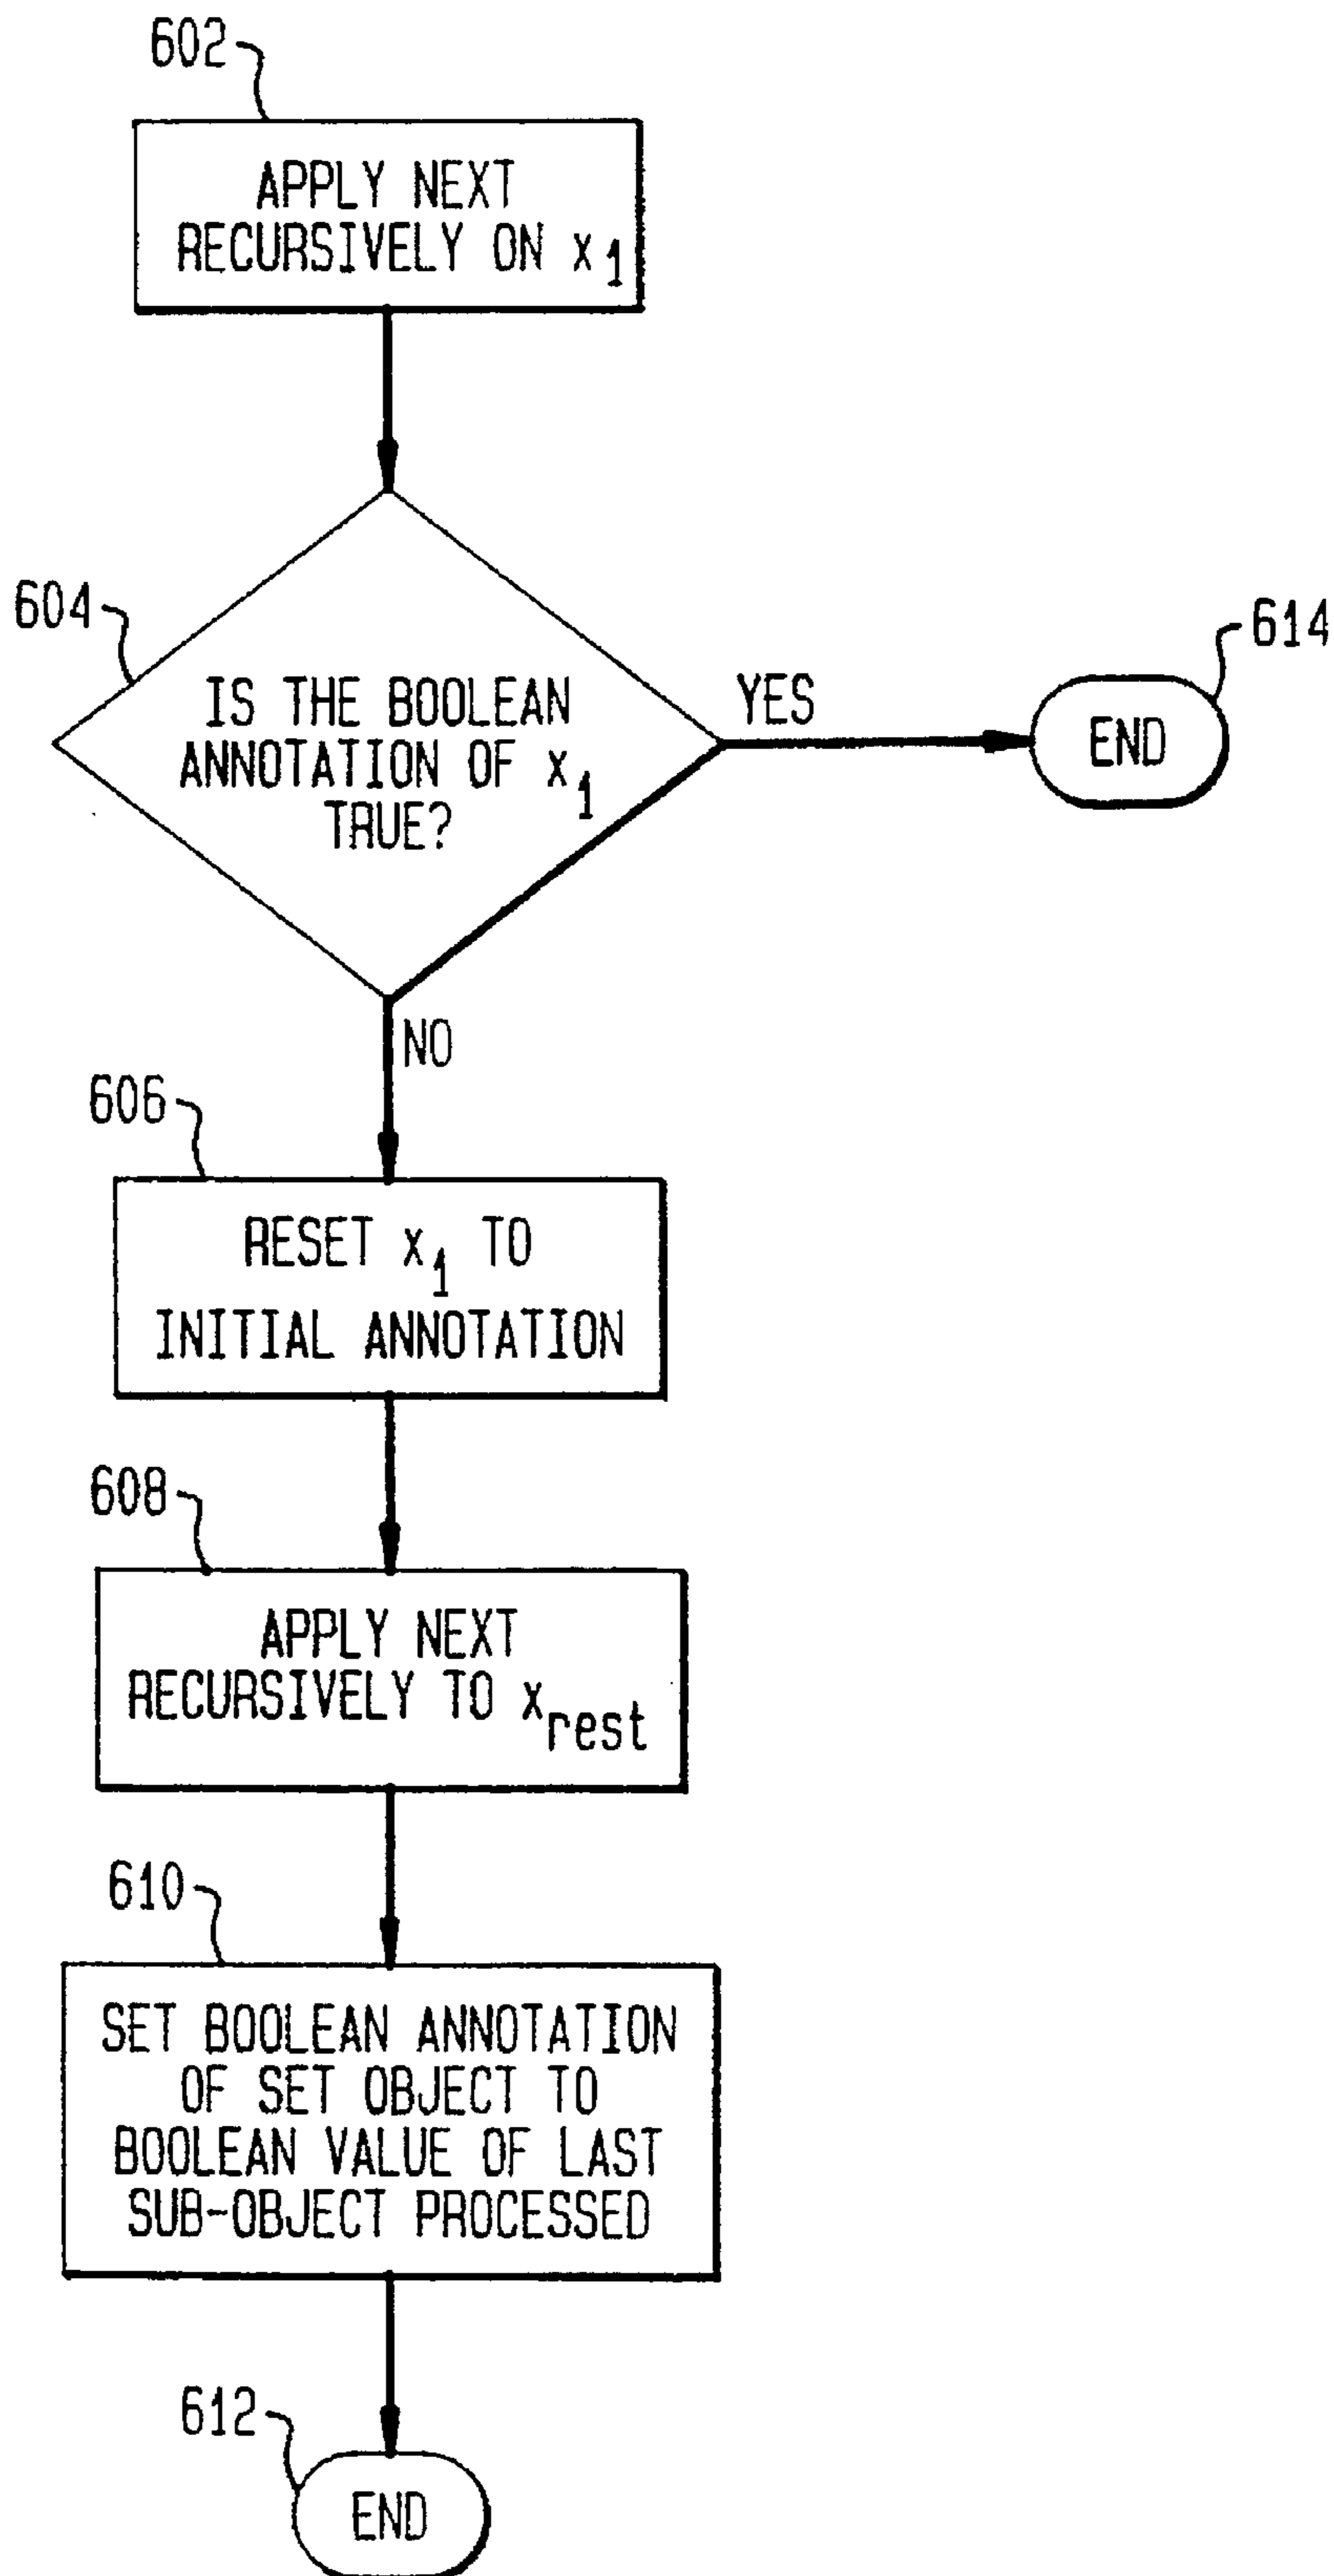 602
APPLY NEXT
RECURSIVELY ON x1
604
IS THE BOOLEAN
ANNOTATION OF x1
TRUE?
YES
614
END
NO
606
RESET x1 TO
INITIAL ANNOTATION
608
APPLY NEXT
RECURSIVELY TO xrest
610
SET BOOLEAN ANNOTATION
OF SET OBJECT TO
BOOLEAN VALUE OF LAST
SUB-OBJECT PROCESSED
612
END